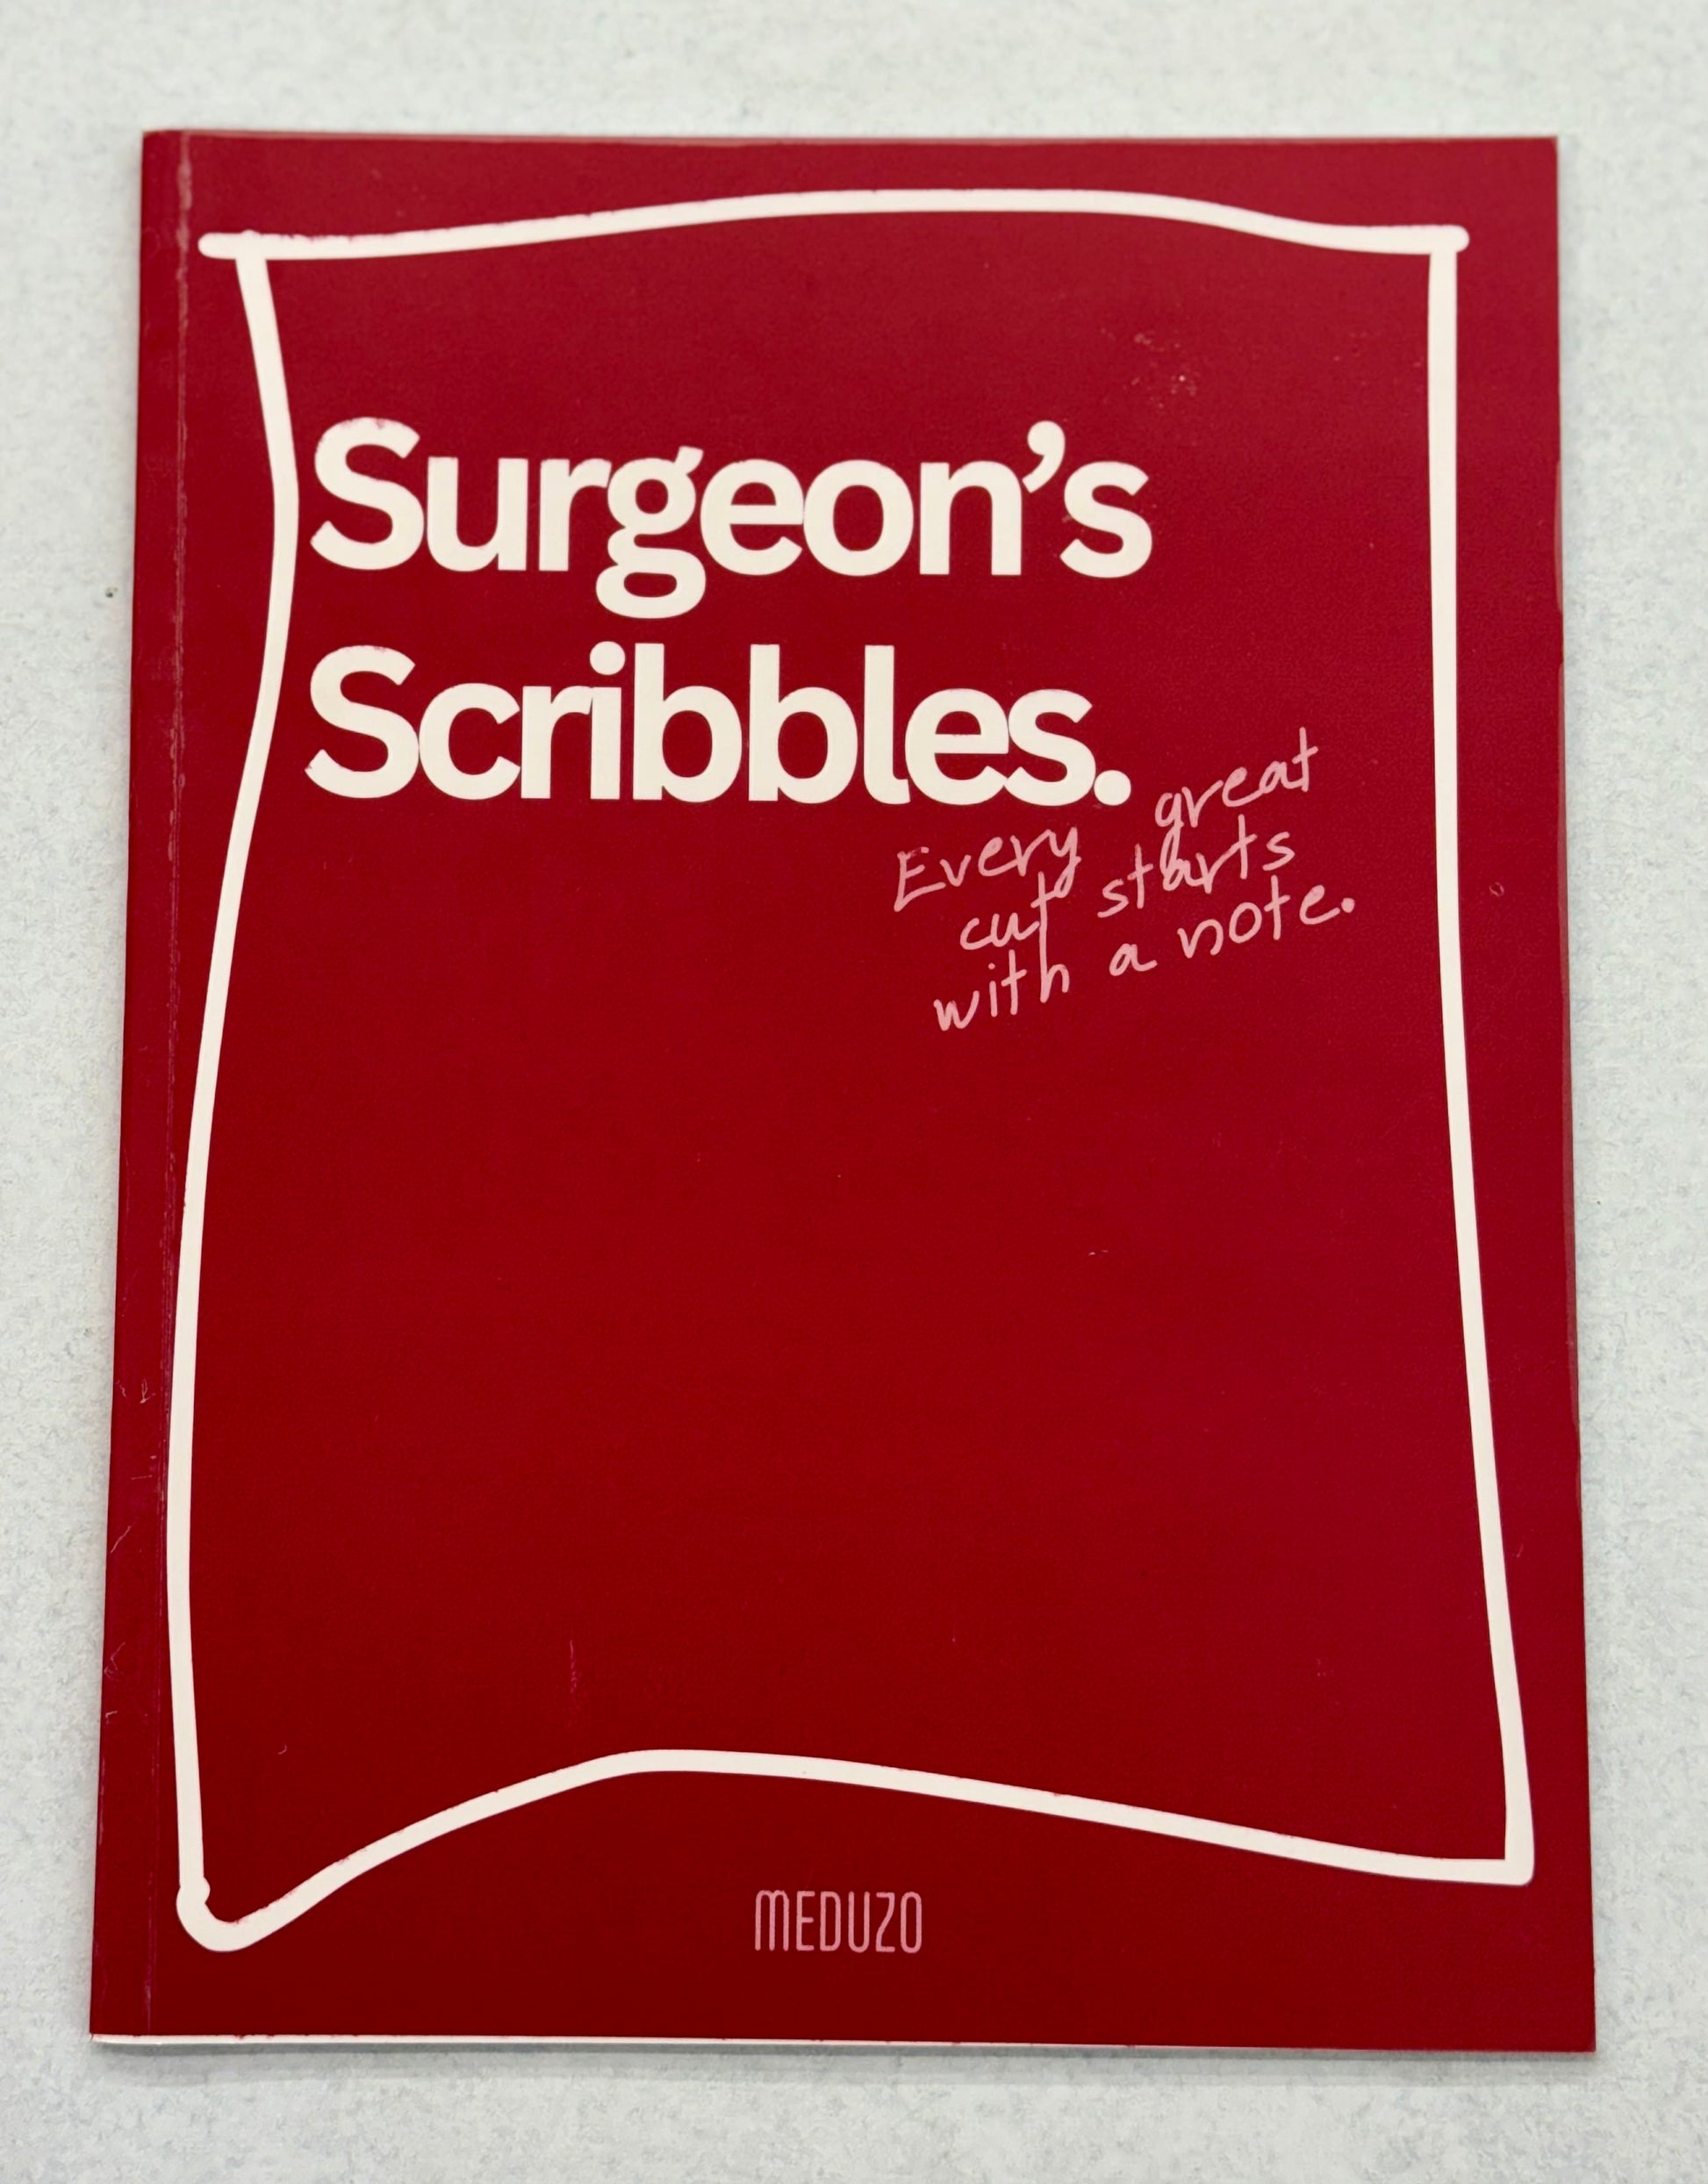 Surgeon’s
Scribbles.
Every great
cut starts
with a note.
MEDUZO